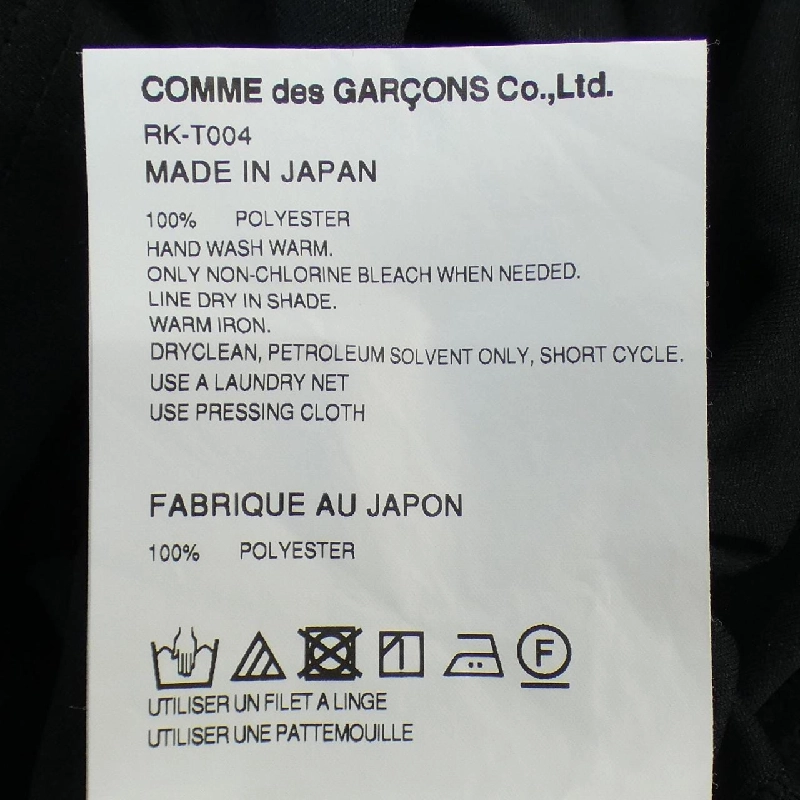 COMME des GARÇONS Co.,Ltd.
RK-T004
MADE IN JAPAN
100% POLYESTER
HAND WASH WARM.
ONLY NON-CHLORINE BLEACH WHEN NEEDED.
LINE DRY IN SHADE.
WARM IRON.
DRYCLEAN, PETROLEUM SOLVENT ONLY, SHORT CYCLE.
USE A LAUNDRY NET
USE PRESSING CLOTH
FABRIQUE AU JAPON
100% POLYESTER
F
UTILISER UN FILET A LINGE
UTILISER UNE PATTEMOUILLE